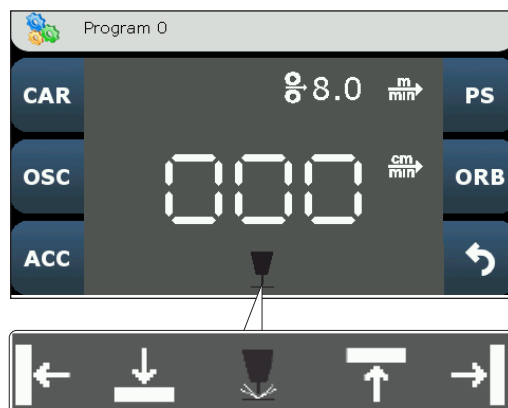 Program 0
CAR
8.0 m/min
PS
OSC
000 cm/min
ORB
ACC